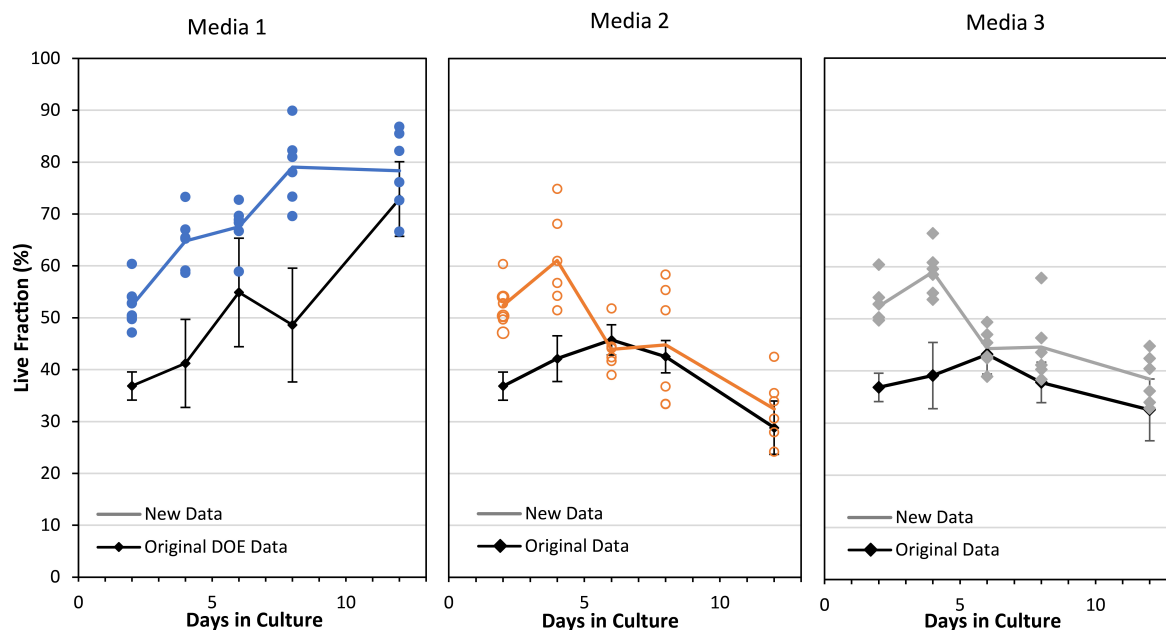 Media 1
Media 2
Media 3
Live Fraction (%)
100
90
80
70
60
50
40
30
20
10
0
New Data
Original DOE Data
New Data
Original Data
New Data
Original Data
0 5 10
0 5 10
0 5 10
Days in Culture
Days in Culture
Days in Culture